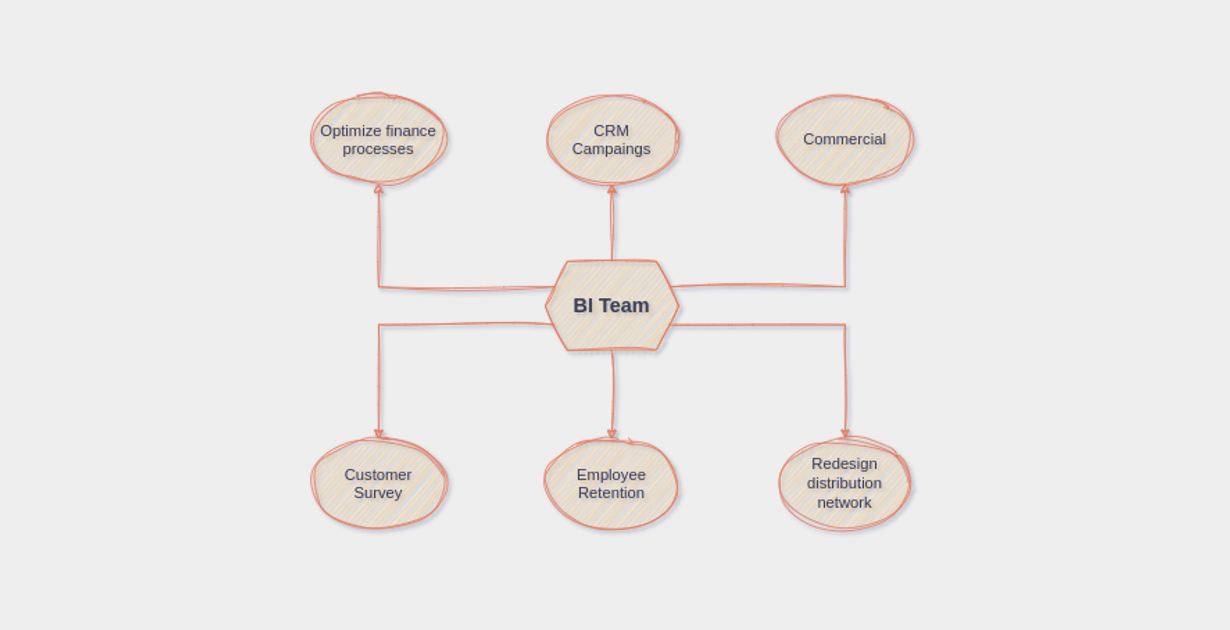 Optimize finance
processes
CRM
Campaings
Commercial
BI Team
Customer
Survey
Employee
Retention
Redesign
distribution
network